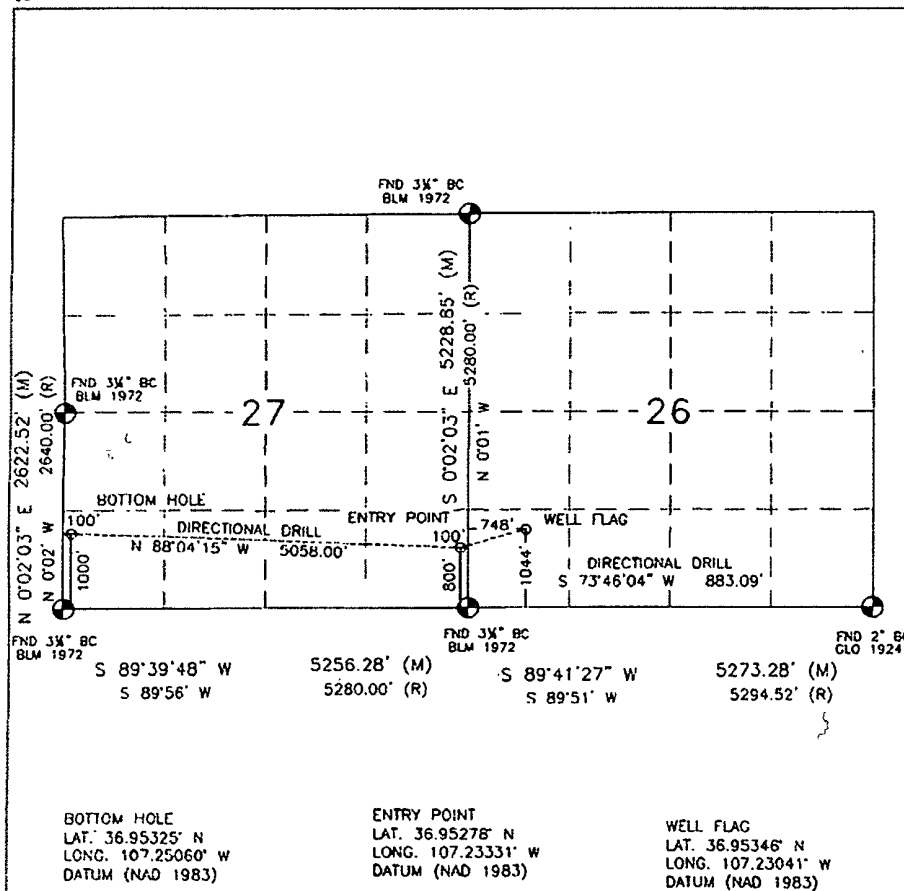 FND 3¼" BC
BLM 1972
N 0°02'03" E 2622.52' (M)
N 0°02' W 2640.00' (R)
FND 3¼" BC
BLM 1972
27
S 0°02'03" E 5228.85' (M)
N 0°01' W 5280.00' (R)
26
BOTTOM HOLE
100'
1000'
DIRECTIONAL DRILL
N 88°04'15" W 5058.00'
ENTRY POINT
100'
800'
748'
WELL FLAG
1044'
DIRECTIONAL DRILL
S 73°46'04" W 883.09'
FND 3¼" BC
BLM 1972
FND 3¼" BC
BLM 1972
FND 2" B
GLO 1924
S 89°39'48" W 5256.28' (M)
S 89°56' W 5280.00' (R)
S 89°41'27" W 5273.28' (M)
S 89°51' W 5294.52' (R)
BOTTOM HOLE
LAT. 36.95325° N
LONG. 107.25060° W
DATUM (NAD 1983)
ENTRY POINT
LAT. 36.95278° N
LONG. 107.23331° W
DATUM (NAD 1983)
WELL FLAG
LAT. 36.95346° N
LONG. 107.23041° W
DATUM (NAD 1983)